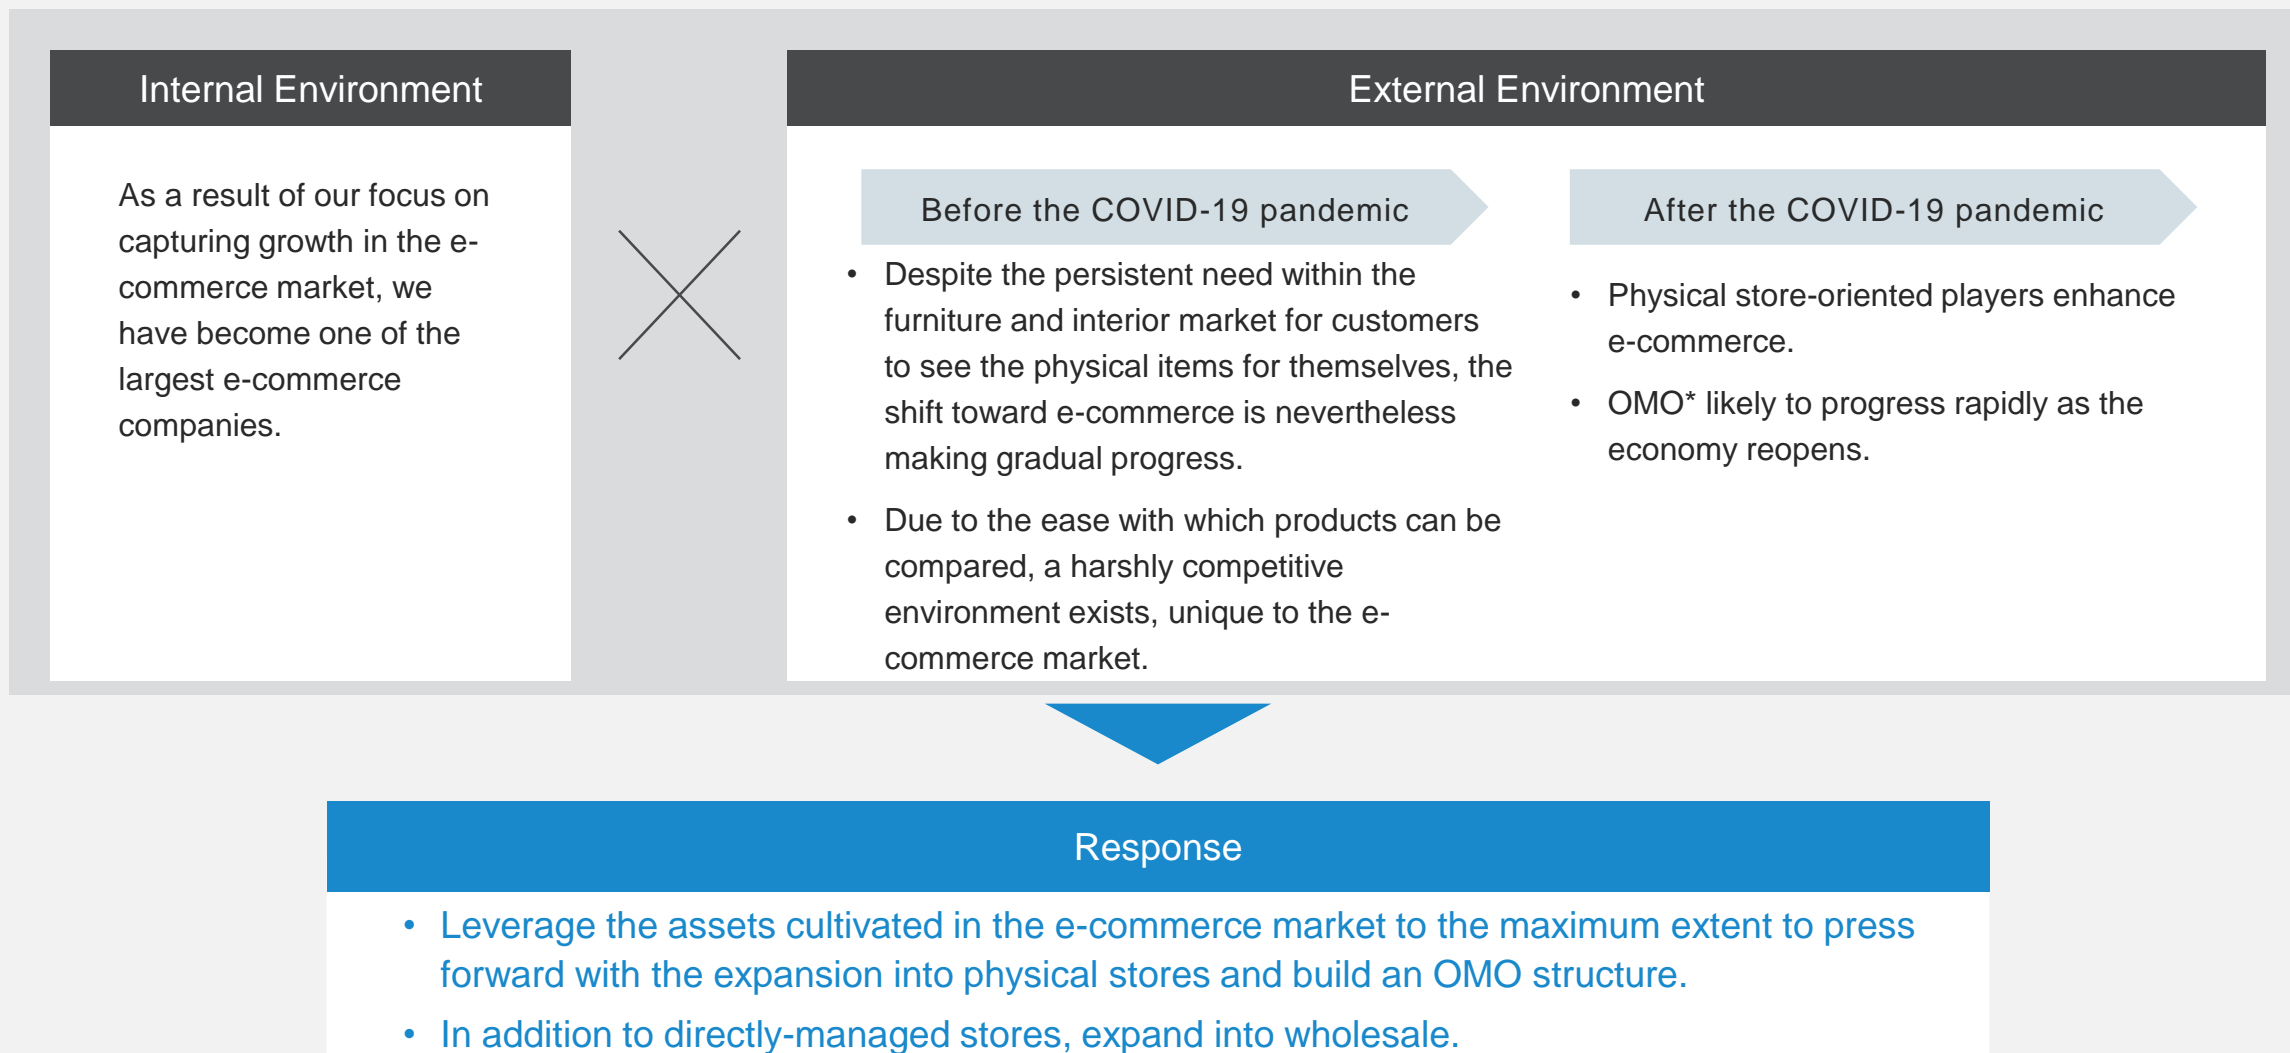 Internal Environment
As a result of our focus on
capturing growth in the e-
commerce market, we
have become one of the
largest e-commerce
companies.
External Environment
Before the COVID-19 pandemic
• Despite the persistent need within the
furniture and interior market for customers
to see the physical items for themselves, the
shift toward e-commerce is nevertheless
making gradual progress.
• Due to the ease with which products can be
compared, a harshly competitive
environment exists, unique to the e-
commerce market.
After the COVID-19 pandemic
• Physical store-oriented players enhance
e-commerce.
• OMO* likely to progress rapidly as the
economy reopens.
Response
• Leverage the assets cultivated in the e-commerce market to the maximum extent to press
forward with the expansion into physical stores and build an OMO structure.
• In addition to directly-managed stores, expand into wholesale.